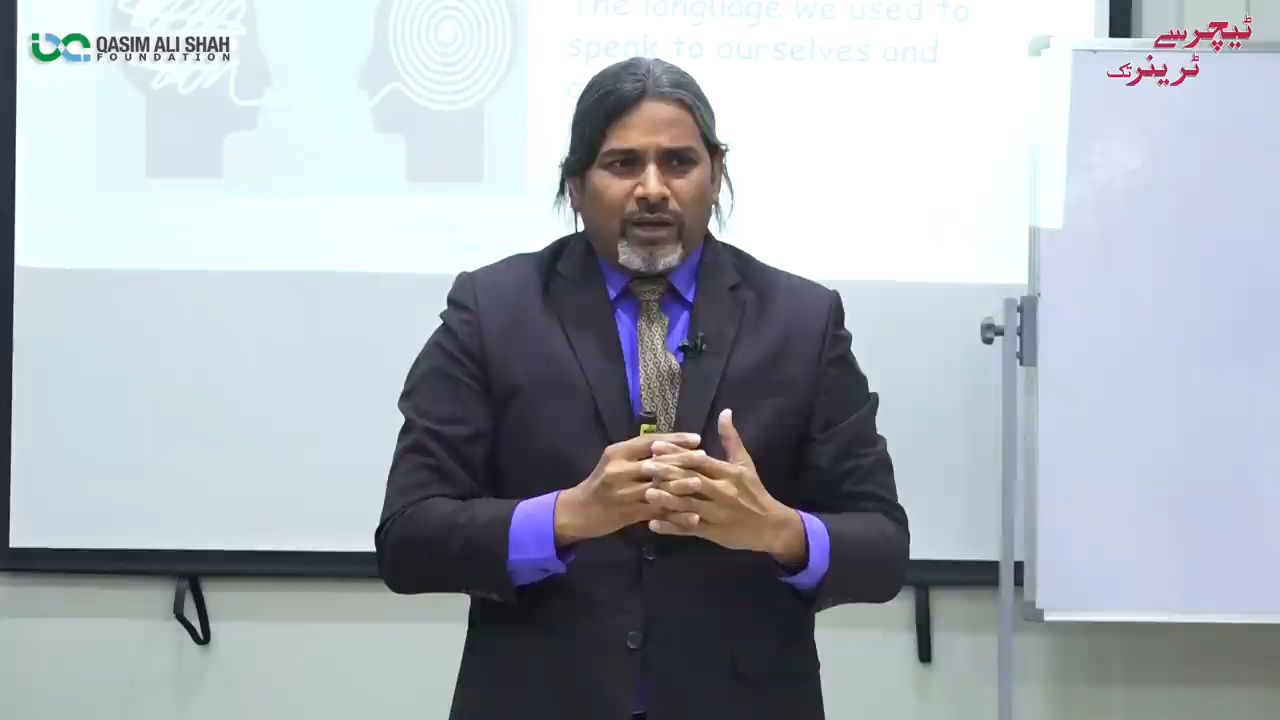 QASIM ALI SHAH
FOUNDATION
The language we used to
speak to ourselves and
ٹیچر سے
ٹرینر تک